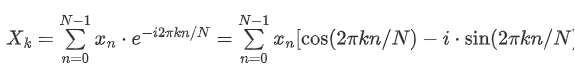 X_k = \sum_{n=0}^{N-1} x_n \cdot e^{-i2\pi kn/N} = \sum_{n=0}^{N-1} x_n[\cos(2\pi kn/N) - i \cdot \sin(2\pi kn/N